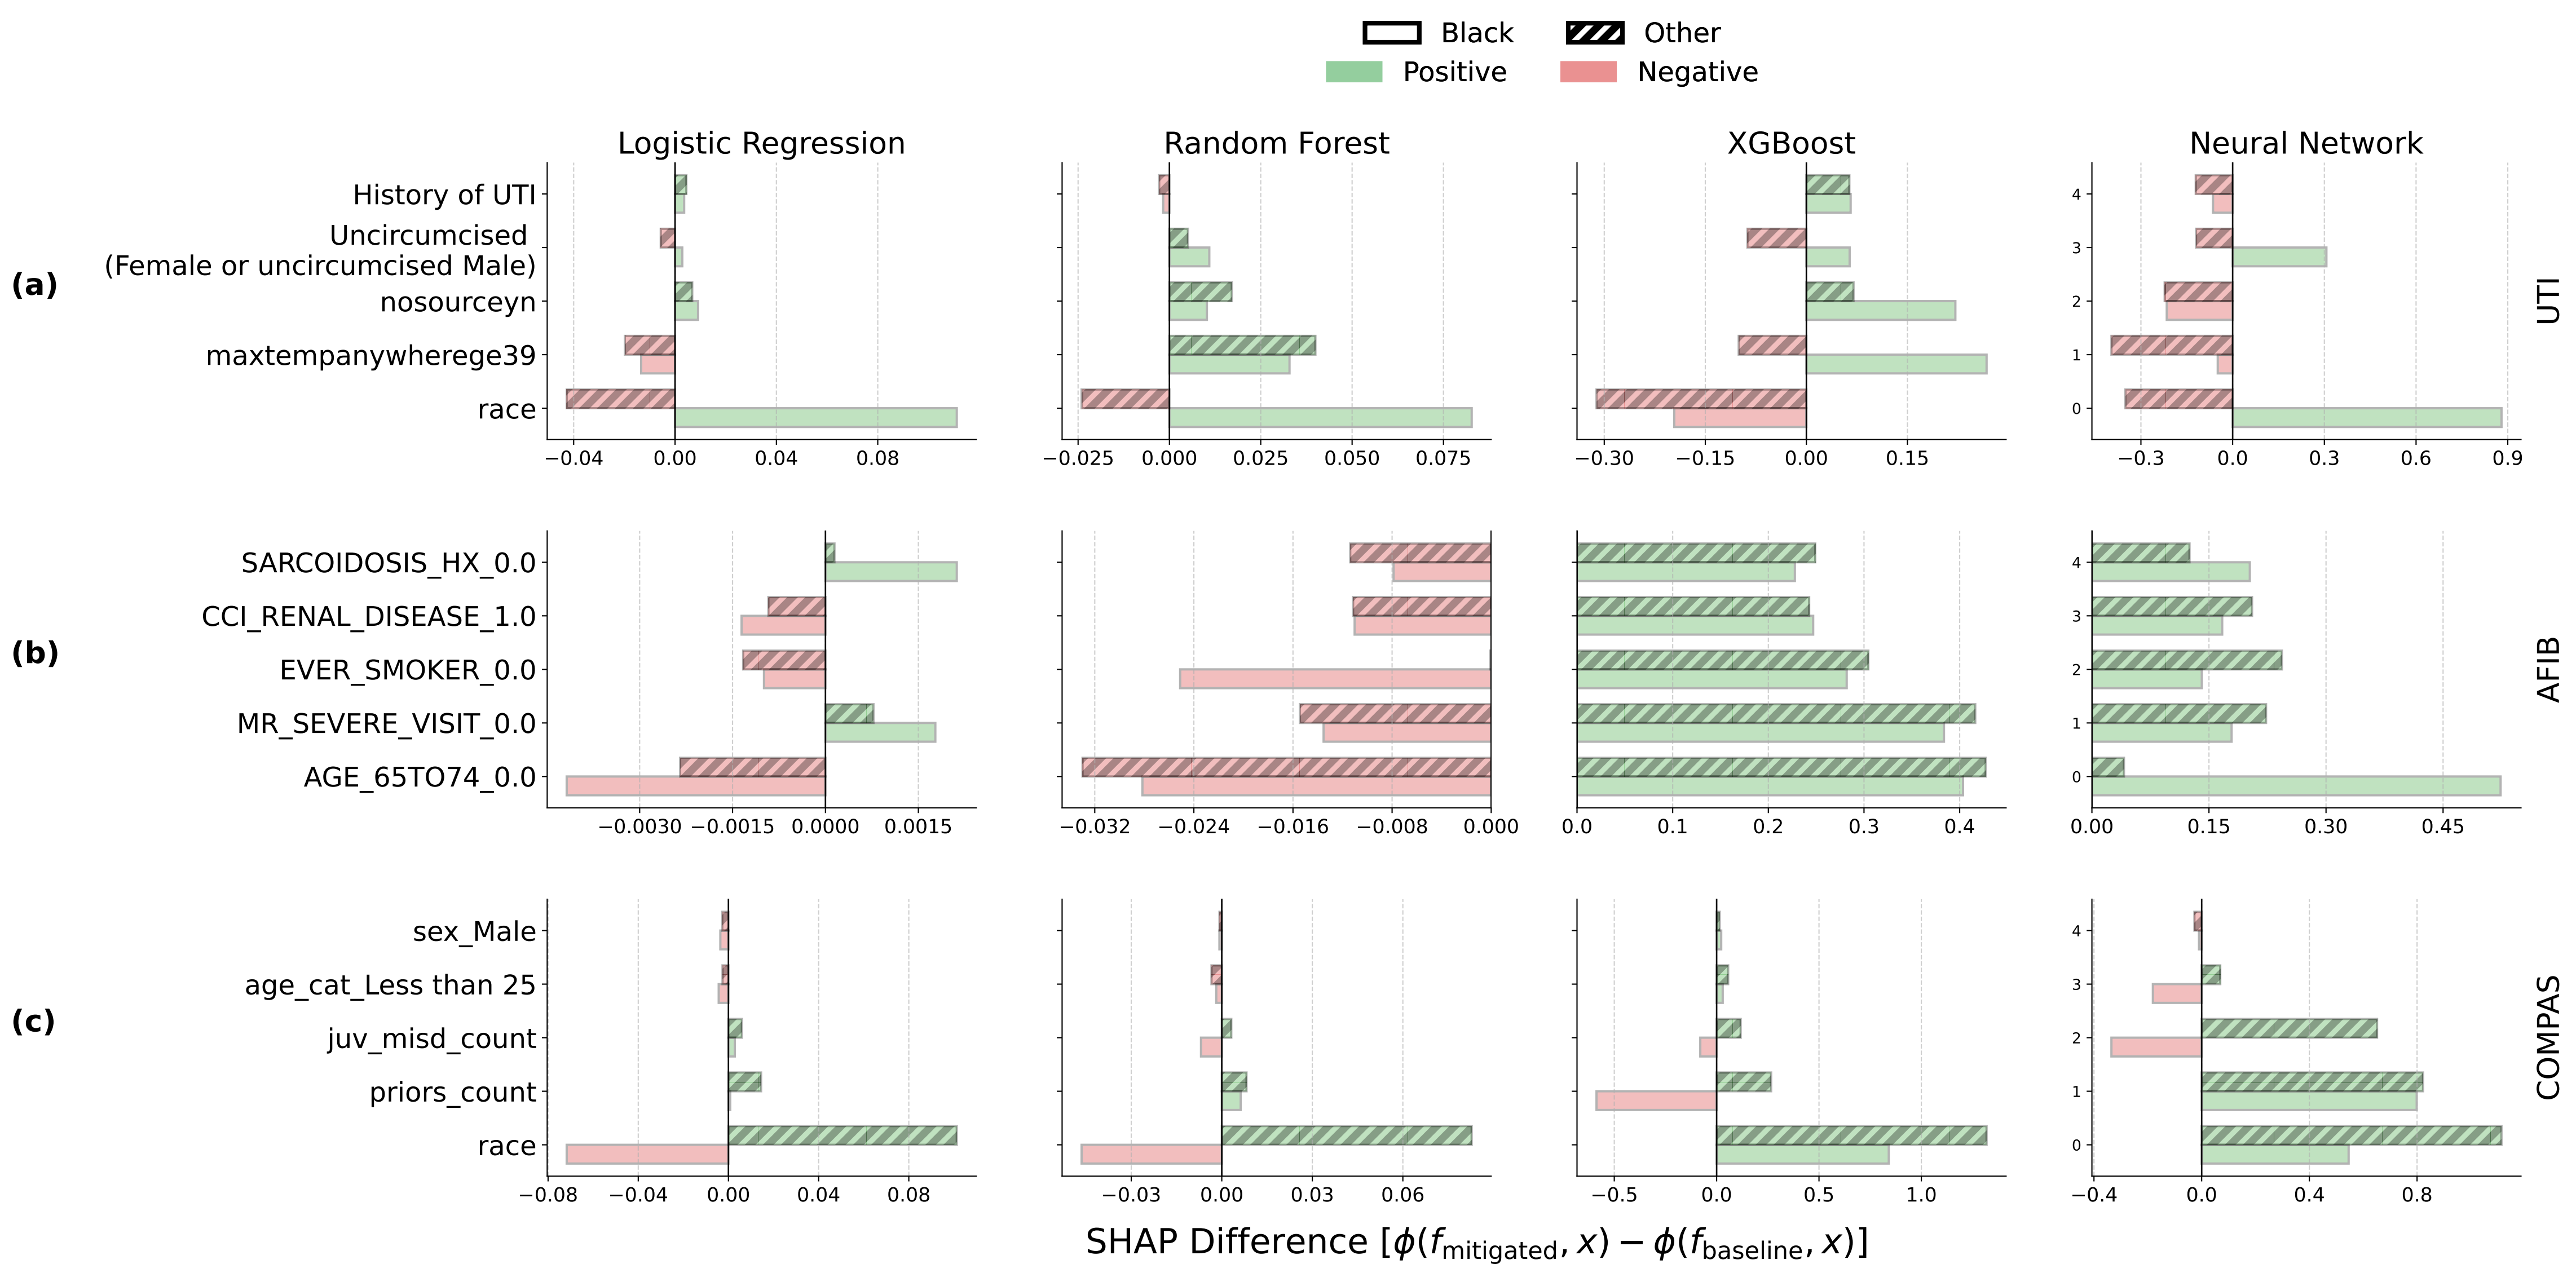 Black Other
Positive Negative
Logistic Regression Random Forest XGBoost Neural Network
(a)
History of UTI
Uncircumcised
(Female or uncircumcised Male)
nosourceyn
maxtempanywherege39
race
−0.04 0.00 0.04 0.08
−0.025 0.000 0.025 0.050 0.075
−0.30 −0.15 0.00 0.15
4
3
2
1
0
−0.3 0.0 0.3 0.6 0.9
UTI
(b)
SARCOIDOSIS_HX_0.0
CCI_RENAL_DISEASE_1.0
EVER_SMOKER_0.0
MR_SEVERE_VISIT_0.0
AGE_65TO74_0.0
−0.0030 −0.0015 0.0000 0.0015
−0.032 −0.024 −0.016 −0.008 0.000
0.0 0.1 0.2 0.3 0.4
4
3
2
1
0
0.00 0.15 0.30 0.45
AFIB
(c)
sex_Male
age_cat_Less than 25
juv_misd_count
priors_count
race
−0.08 −0.04 0.00 0.04 0.08
−0.03 0.00 0.03 0.06
−0.5 0.0 0.5 1.0
4
3
2
1
0
−0.4 0.0 0.4 0.8
COMPAS
SHAP Difference [ϕ(f_mitigated, x) − ϕ(f_baseline, x)]